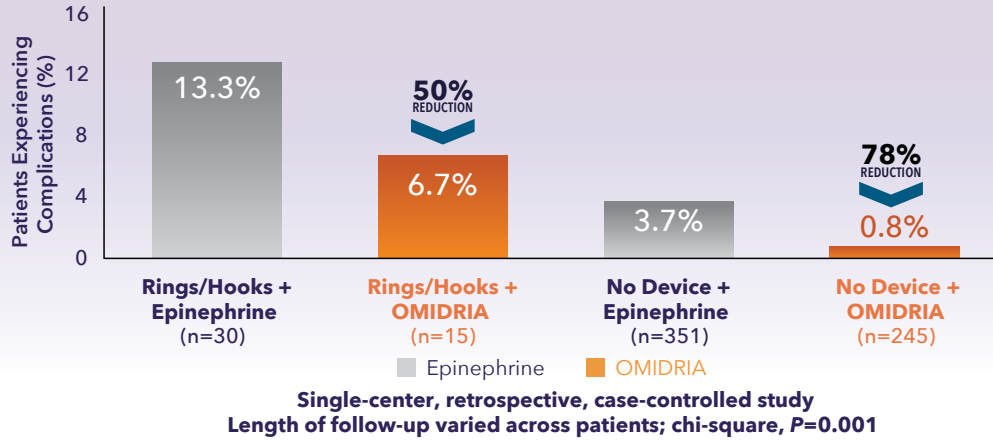 Patients Experiencing
Complications (%)
16
12
8
4
0
13.3%
50%
REDUCTION
6.7%
3.7%
78%
REDUCTION
0.8%
Rings/Hooks +
Epinephrine
(n=30)
Rings/Hooks +
OMIDRIA
(n=15)
No Device +
Epinephrine
(n=351)
No Device +
OMIDRIA
(n=245)
Epinephrine
OMIDRIA
Single-center, retrospective, case-controlled study
Length of follow-up varied across patients; chi-square, P=0.001